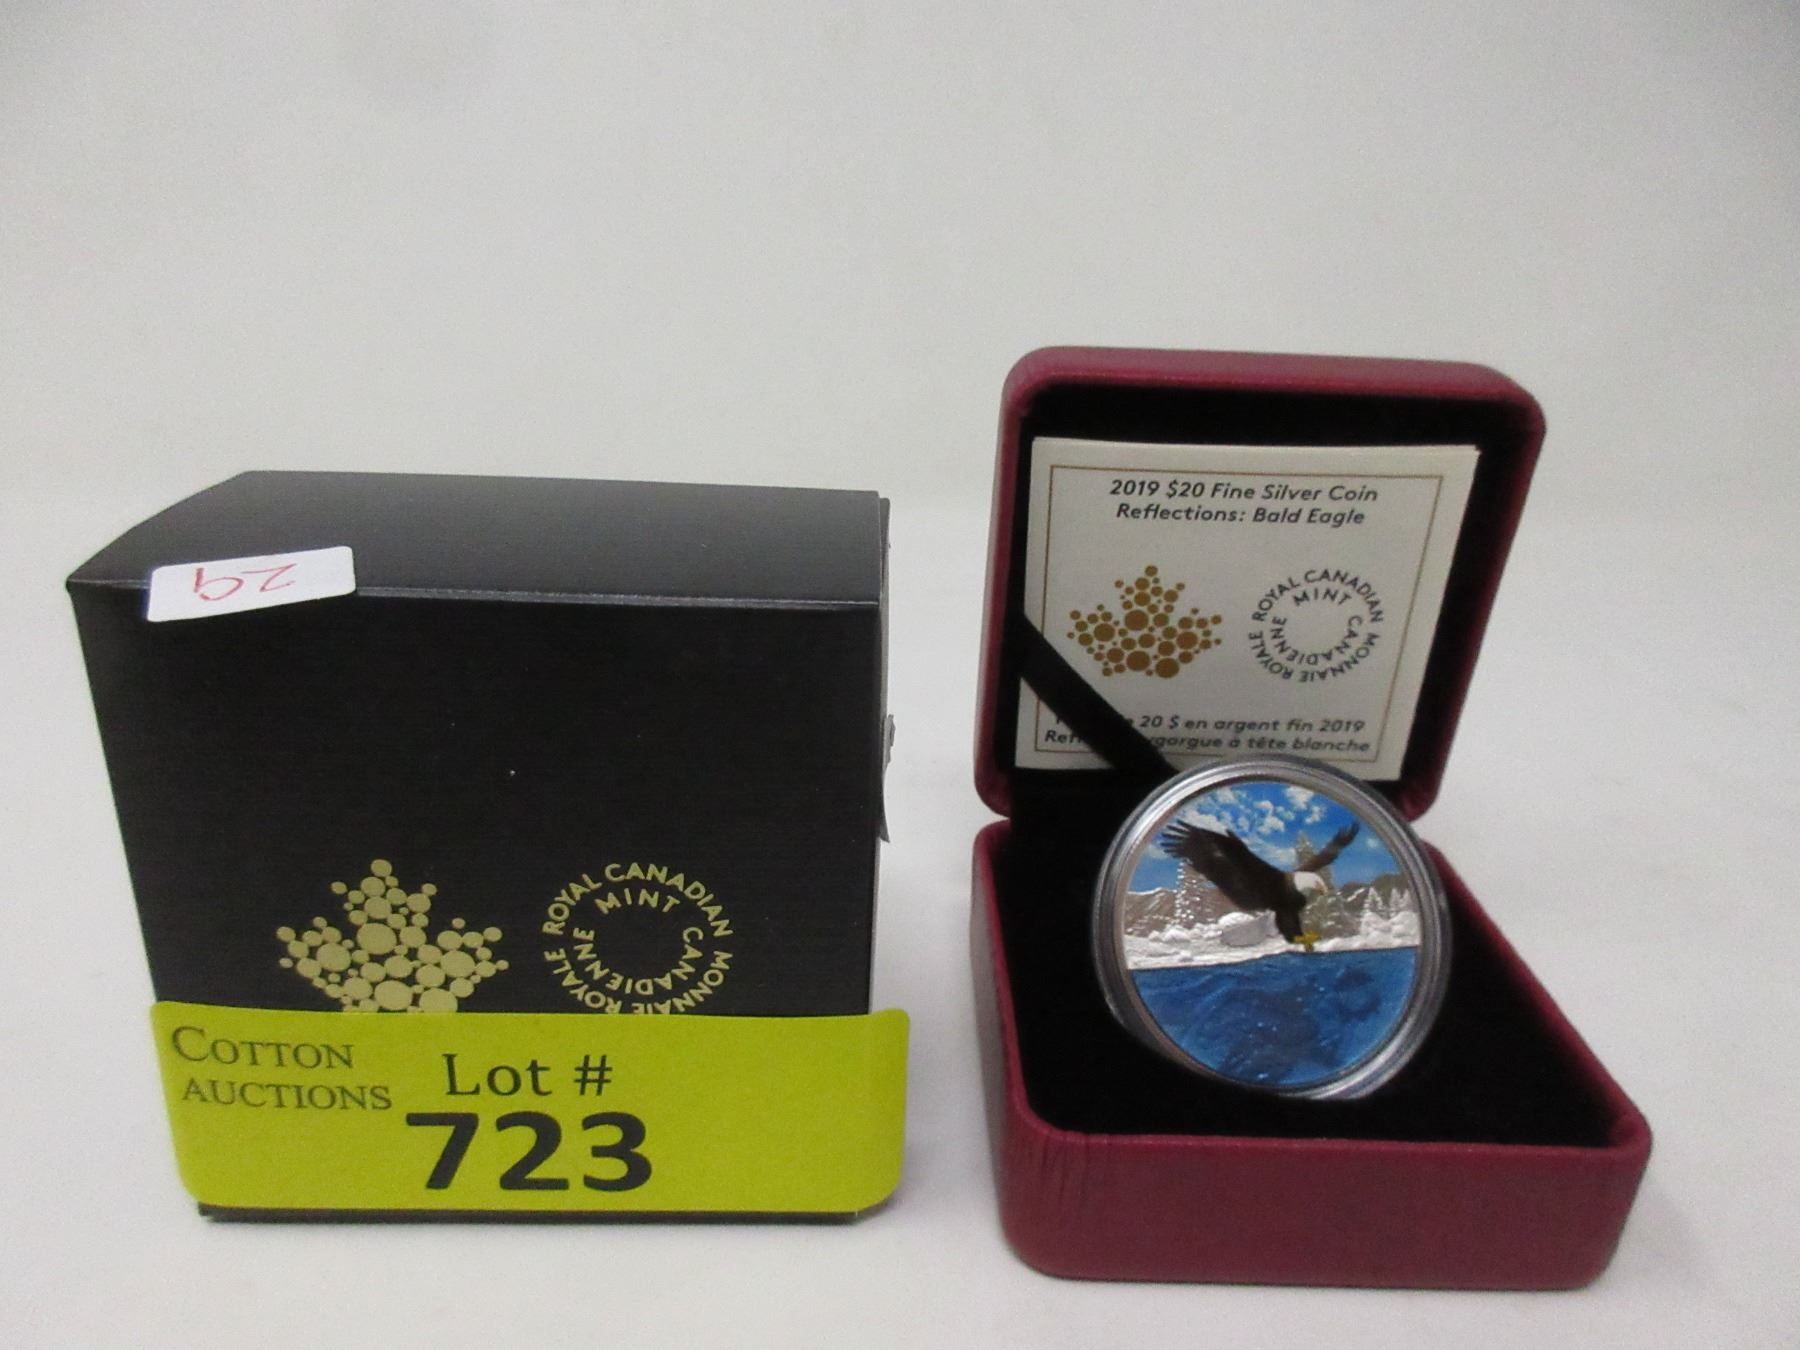 29
ROYAL CANADIAN MINT
MONNAIE ROYALE CANADIENNE
COTTON
AUCTIONS
Lot #
723
2019 $20 Fine Silver Coin
Reflections: Bald Eagle
ROYAL CANADIAN MINT
MONNAIE ROYALE CANADIENNE
20 $ en argent fin 2019
à tête blanche